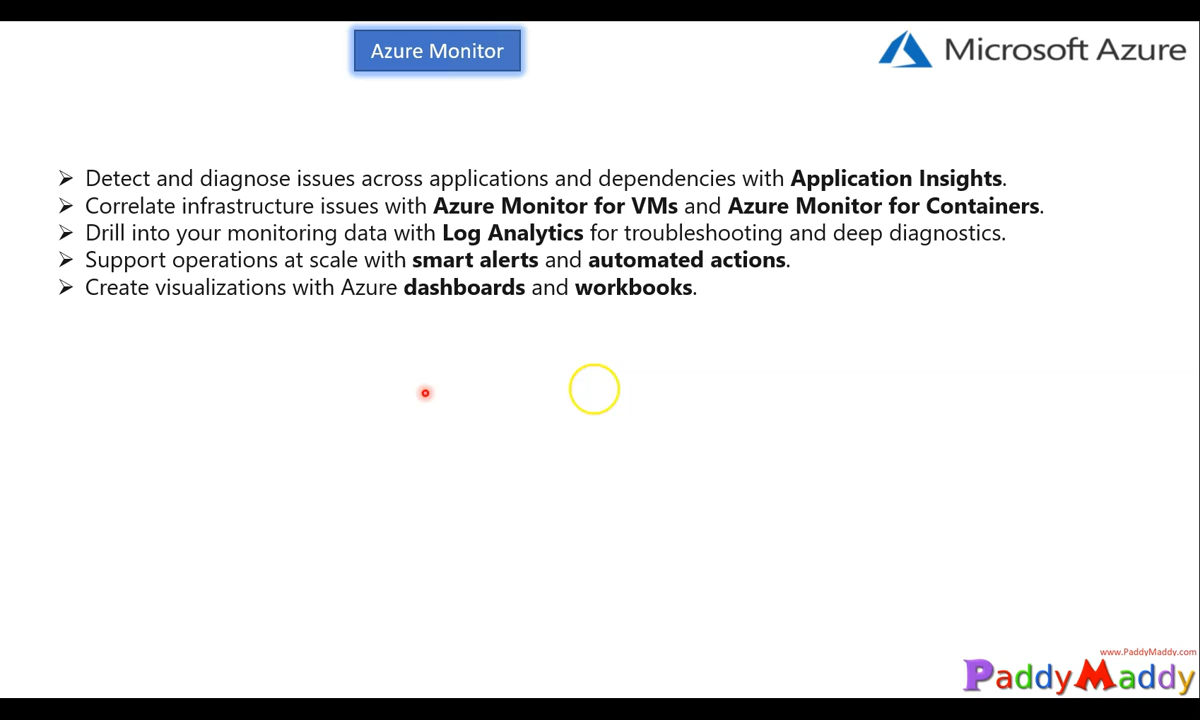 Azure Monitor
Microsoft Azure
➢ Detect and diagnose issues across applications and dependencies with Application Insights.
➢ Correlate infrastructure issues with Azure Monitor for VMs and Azure Monitor for Containers.
➢ Drill into your monitoring data with Log Analytics for troubleshooting and deep diagnostics.
➢ Support operations at scale with smart alerts and automated actions.
➢ Create visualizations with Azure dashboards and workbooks.
www.PaddyMaddy.com
PaddyMaddy